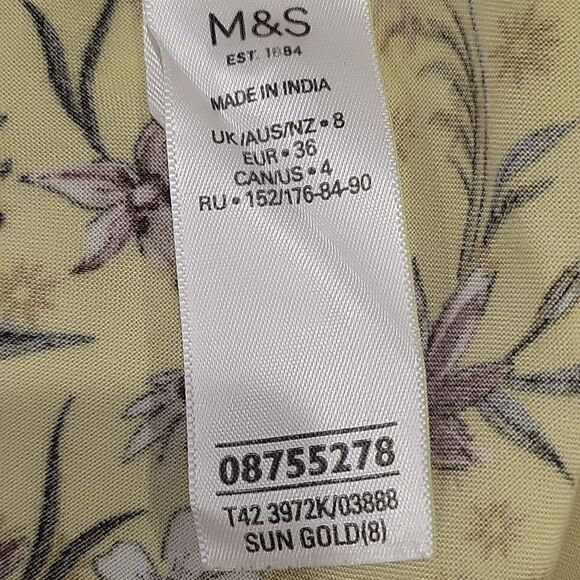 M&S
EST. 1884
MADE IN INDIA
UK/AUS/NZ • 8
EUR • 36
CAN/US • 4
RU • 152/176-84-90
08755278
T42 3972K/03888
SUN GOLD(8)